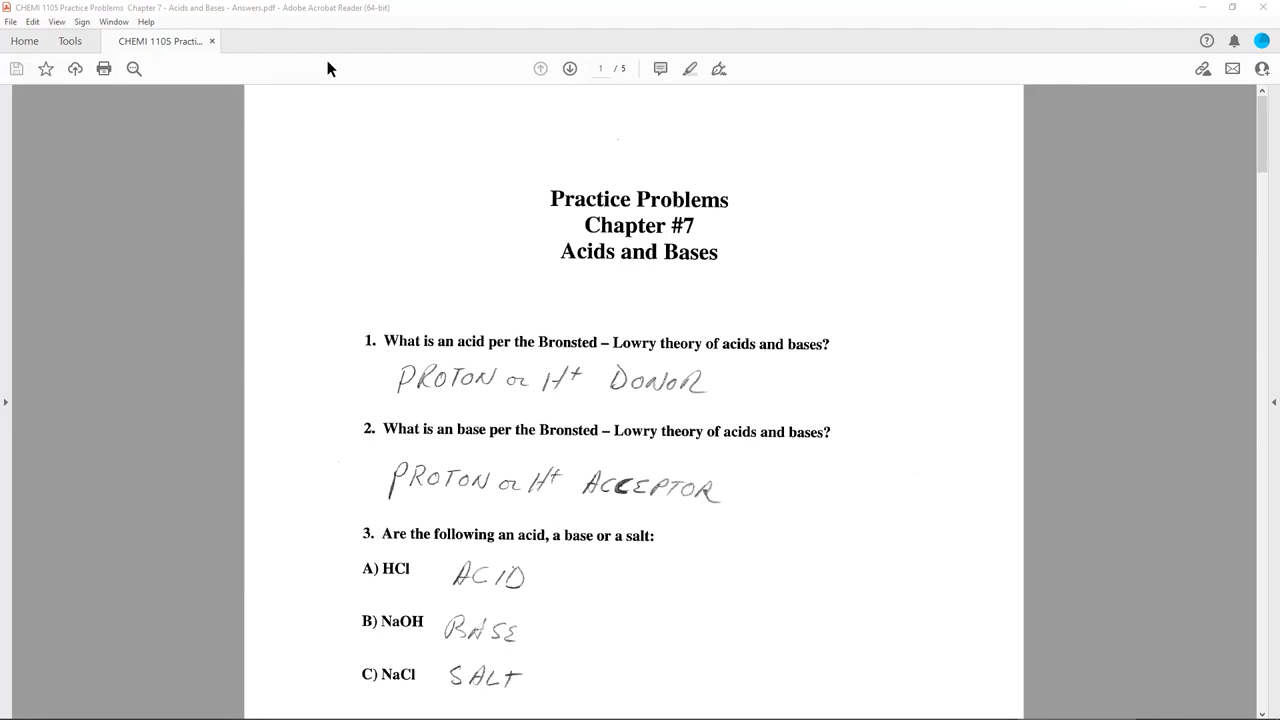 CHEMI 1105 Practice Problems  Chapter 7 - Acids and Bases - Answers.pdf - Adobe Acrobat Reader (64-bit)
File Edit View Sign Window Help
Home Tools CHEMI 1105 Practi... ×
1 / 5
Practice Problems
Chapter #7
Acids and Bases
1. What is an acid per the Bronsted – Lowry theory of acids and bases?
PROTON or H+ DONOR
2. What is an base per the Bronsted – Lowry theory of acids and bases?
PROTON or H+ ACCEPTOR
3. Are the following an acid, a base or a salt:
A) HCl ACID
B) NaOH BASE
C) NaCl SALT